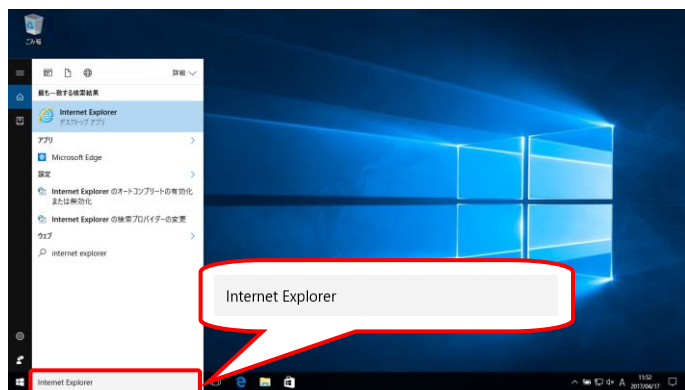 ごみ箱
詳細
最も一致する検索結果
Internet Explorer
デスクトップ アプリ
アプリ
Microsoft Edge
設定
Internet Explorer のオートコンプリートの有効化
または無効化
Internet Explorer の検索プロバイダーの変更
ウェブ
internet explorer
Internet Explorer
Internet Explorer
A
11:52
2017/04/17